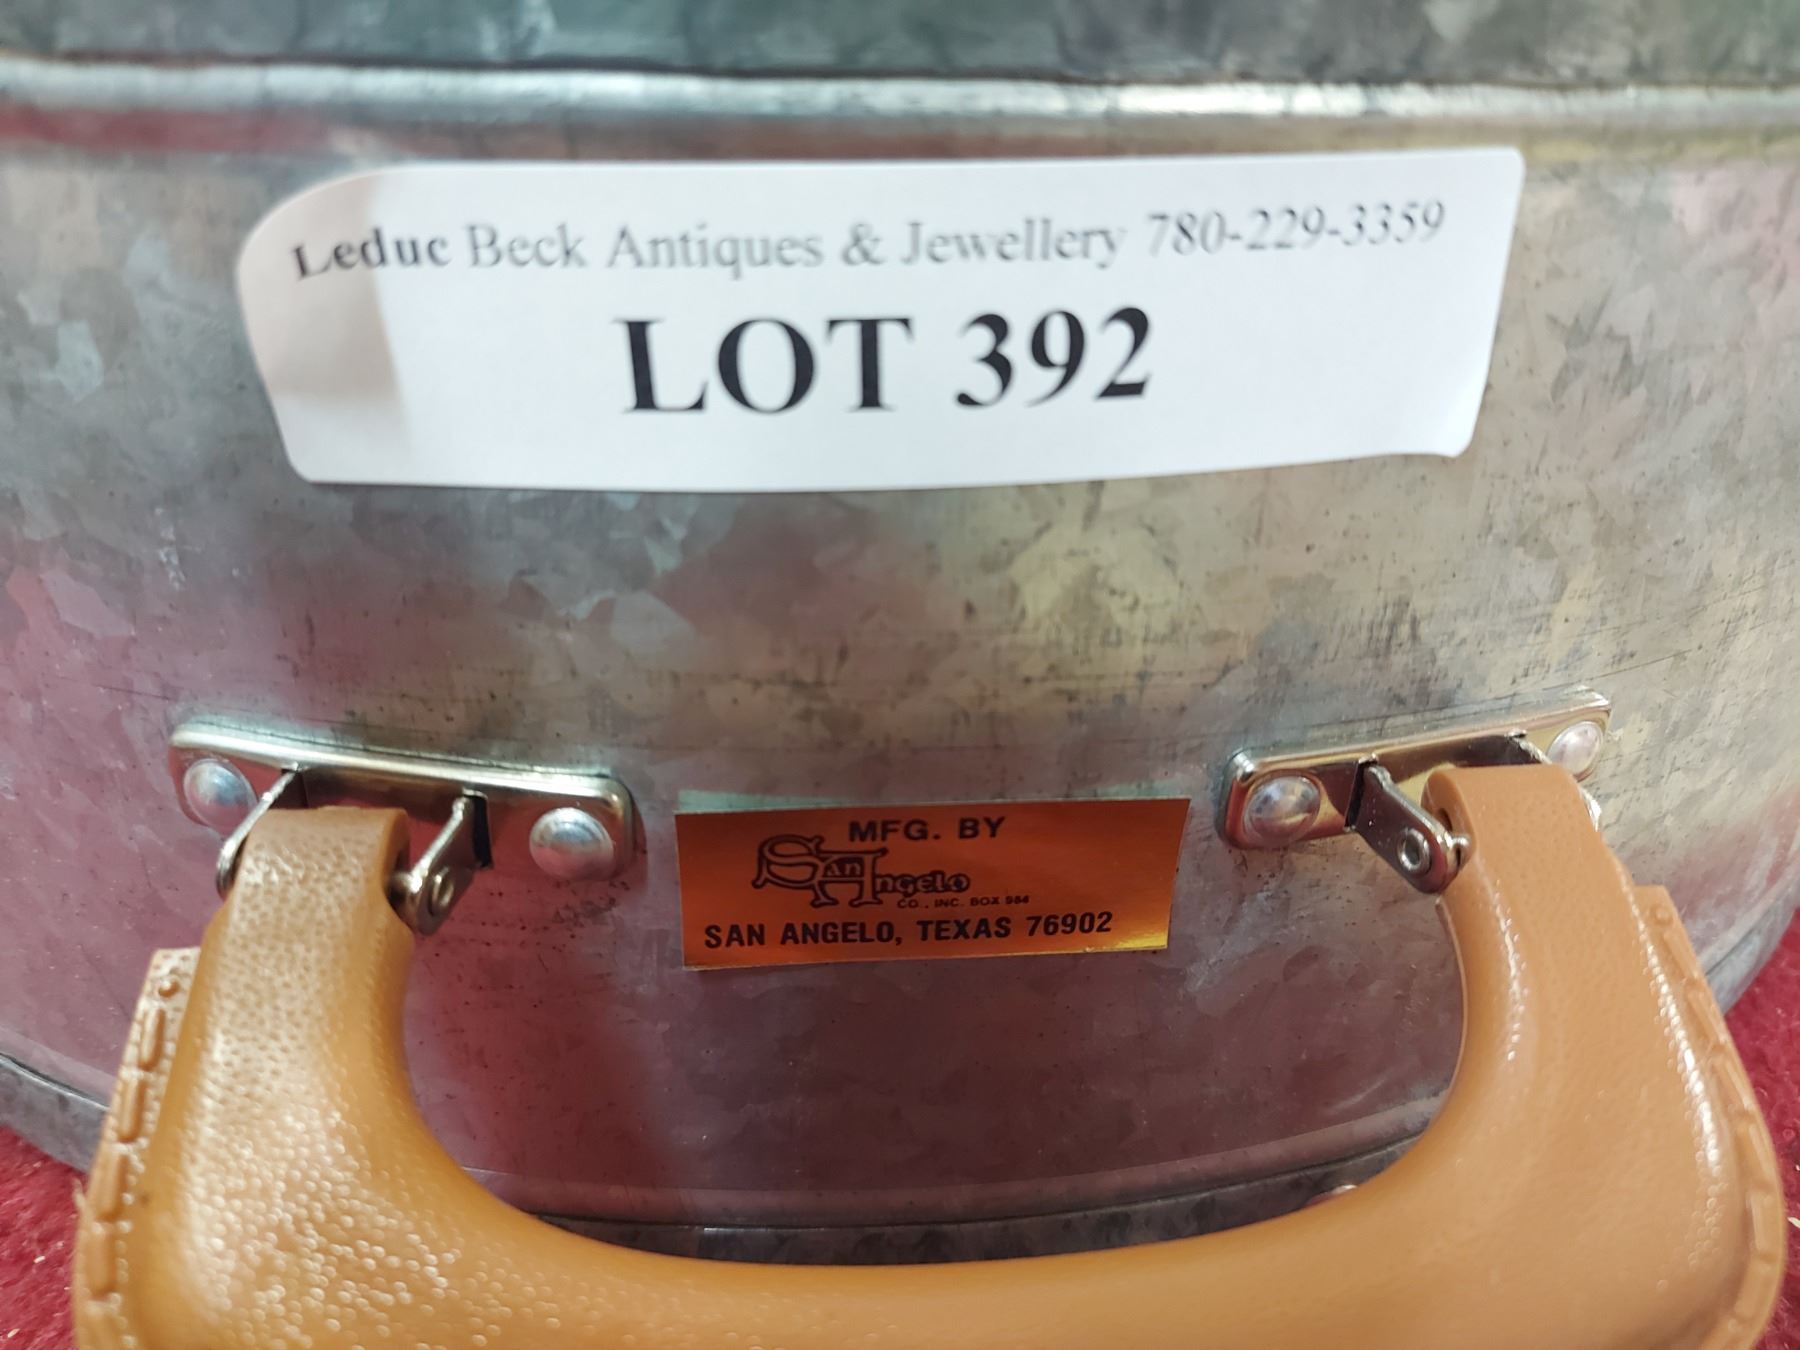 Leduc Beck Antiques & Jewellery 780-229-3359
LOT 392
MFG. BY
SAN ANGELO
CO., INC. BOX 984
SAN ANGELO, TEXAS 76902